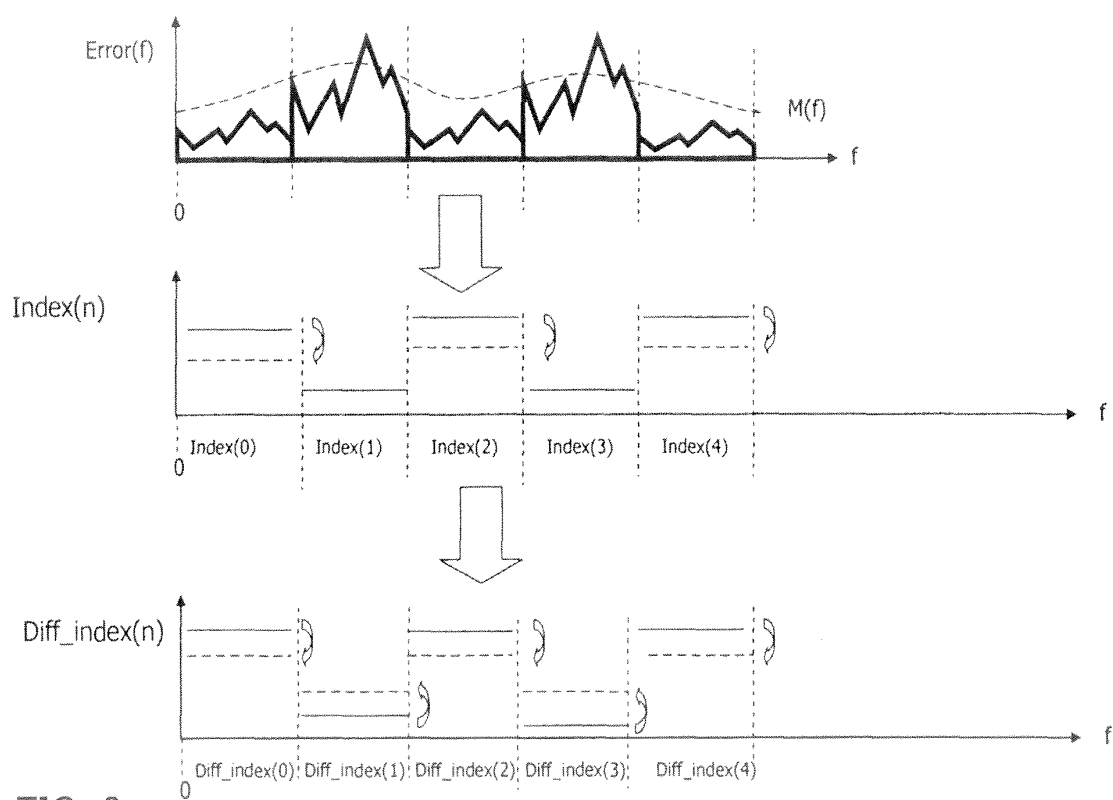 Error(f)
M(f)
f
0
Index(n)
f
Index(0) Index(1) Index(2) Index(3) Index(4)
0
Diff_index(n)
f
Diff_index(0) Diff_index(1) Diff_index(2) Diff_index(3) Diff_index(4)
0